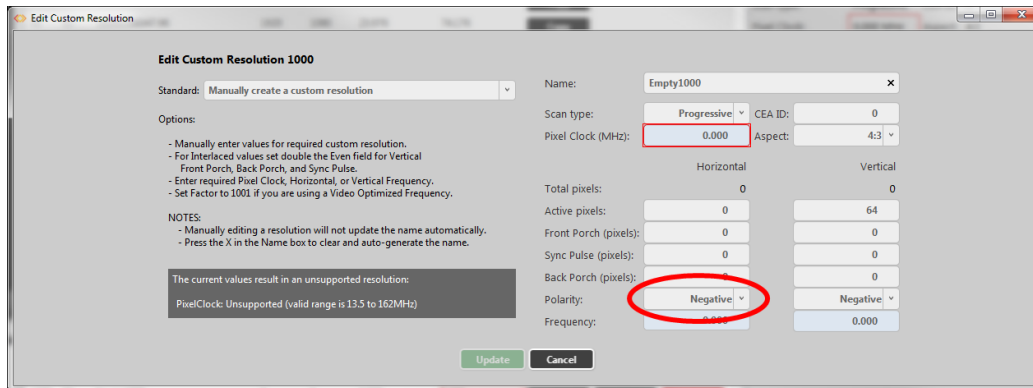 Edit Custom Resolution
Edit Custom Resolution 1000
Standard: Manually create a custom resolution
Options:
- Manually enter values for required custom resolution.
- For Interlaced values set double the Even field for Vertical
Front Porch, Back Porch, and Sync Pulse.
- Enter required Pixel Clock, Horizontal, or Vertical Frequency.
- Set Factor to 1001 if you are using a Video Optimized Frequency.
NOTES:
- Manually editing a resolution will not update the name automatically.
- Press the X in the Name box to clear and auto-generate the name.
The current values result in an unsupported resolution:
PixelClock: Unsupported (valid range is 13.5 to 162MHz)
Name: Empty1000
Scan type: Progressive CEA ID: 0
Pixel Clock (MHz): 0.000 Aspect: 4:3
Horizontal Vertical
Total pixels: 0 0
Active pixels: 0 64
Front Porch (pixels): 0 0
Sync Pulse (pixels): 0 0
Back Porch (pixels): 0 0
Polarity: Negative Negative
Frequency: 0.000 0.000
Update Cancel